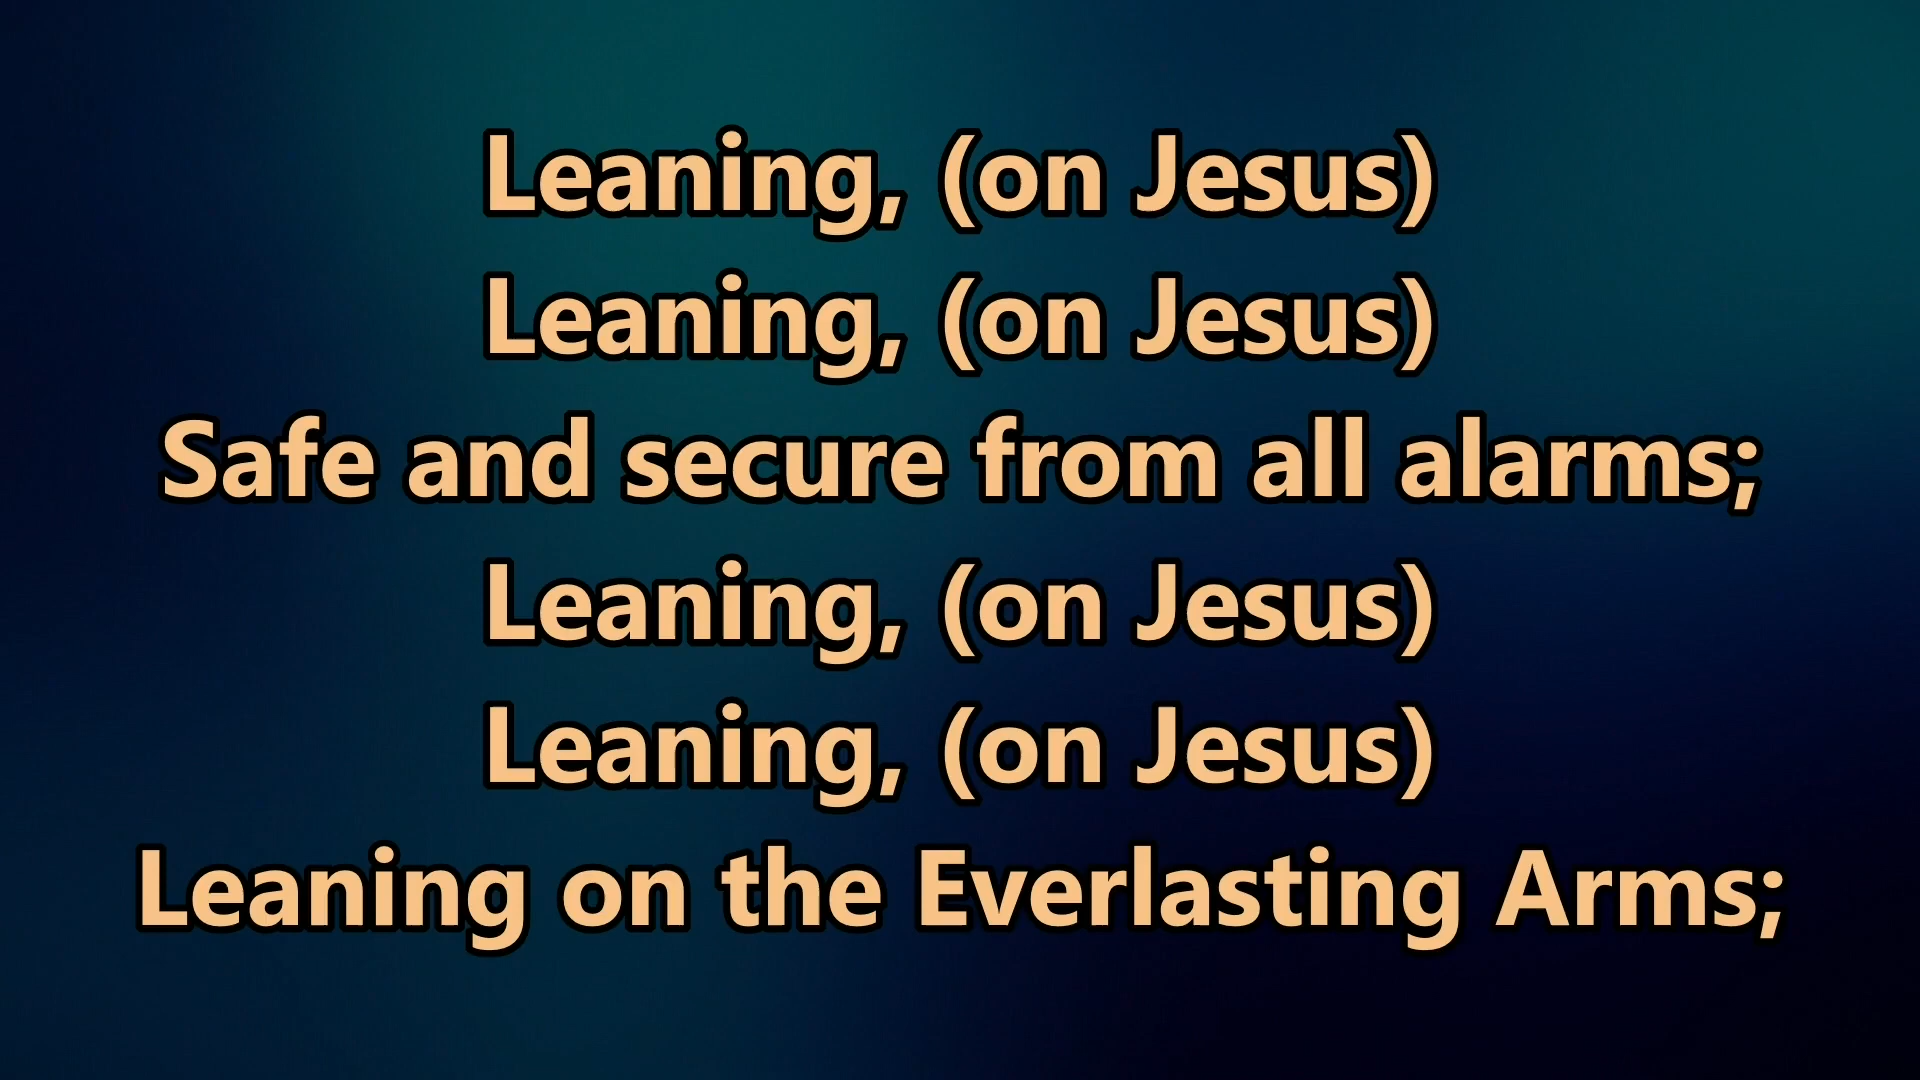 Leaning, (on Jesus)
Leaning, (on Jesus)
Safe and secure from all alarms;
Leaning, (on Jesus)
Leaning, (on Jesus)
Leaning on the Everlasting Arms;